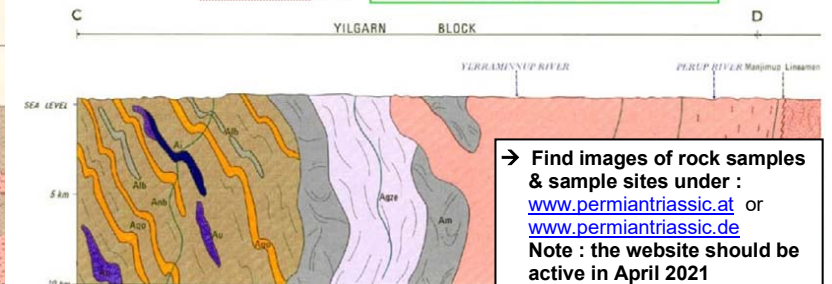 C D
YILGARN BLOCK
YERRAMINNUP RIVER PERUP RIVER Manjimup Lineamen
SEA LEVEL
Alb
Ai
Alb
Anb
5 km
Agze
Aqo
Au
Aqo
Am
→ Find images of rock samples
& sample sites under :
www.permiantriassic.at or
www.permiantriassic.de
Note : the website should be
active in April 2021